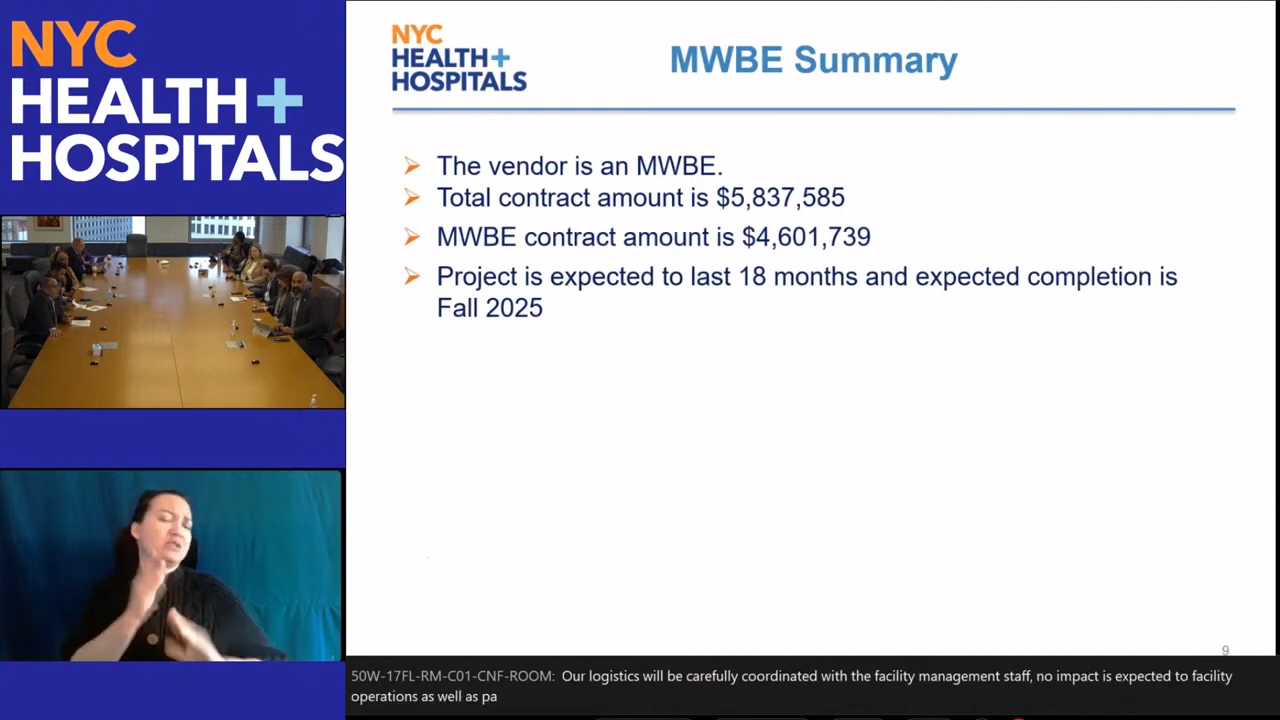 NYC
HEALTH+
HOSPITALS
NYC
HEALTH+
HOSPITALS
MWBE Summary
The vendor is an MWBE.
Total contract amount is $5,837,585
MWBE contract amount is $4,601,739
Project is expected to last 18 months and expected completion is
Fall 2025
9
50W-17FL-RM-C01-CNF-ROOM: Our logistics will be carefully coordinated with the facility management staff, no impact is expected to facility
operations as well as pa